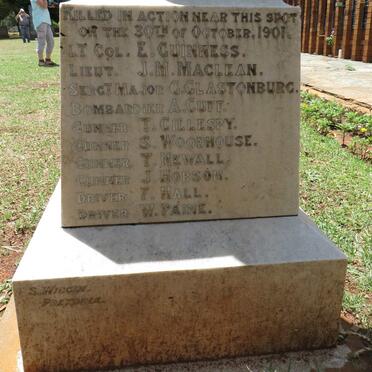 KILLED IN ACTION NEAR THIS SPOT
ON THE 30TH OF OCTOBER, 1901.
LT COL. E. GUINNESS.
LIEUT. J. M. MACLEAN.
SERGT MAJOR O. GLASTONBURG.
BOMBARDIER A. CUFF.
GUNNER T. GILLESPY.
GUNNER S. WOODHOUSE.
GUNNER T. NEWALL.
GUNNER J. HOBSON.
DRIVER F. HALL.
DRIVER W. PAINE.
S. WIGGIN.
PRETORIA.